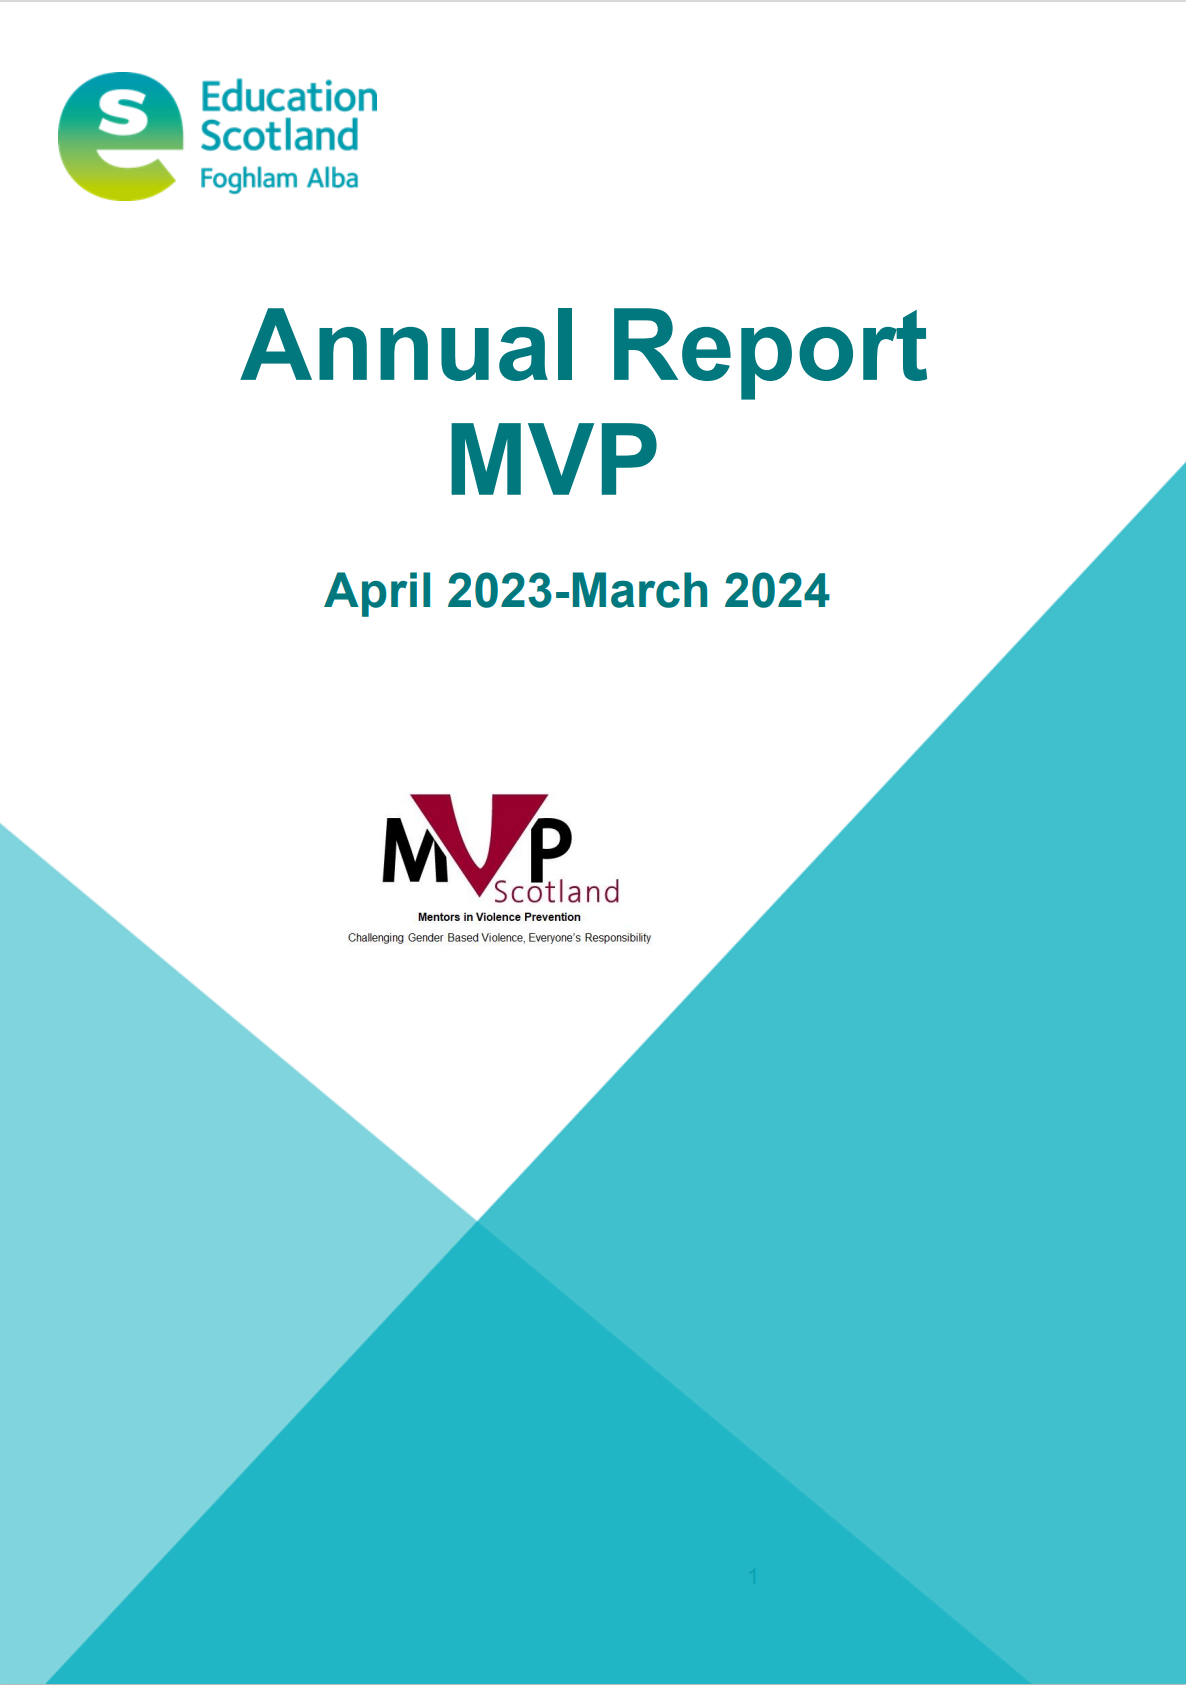 Education
Scotland
Foghlam Alba
Annual Report
MVP
April 2023-March 2024
MVP
Scotland
Mentors in Violence Prevention
Challenging Gender Based Violence, Everyone's Responsibility
1